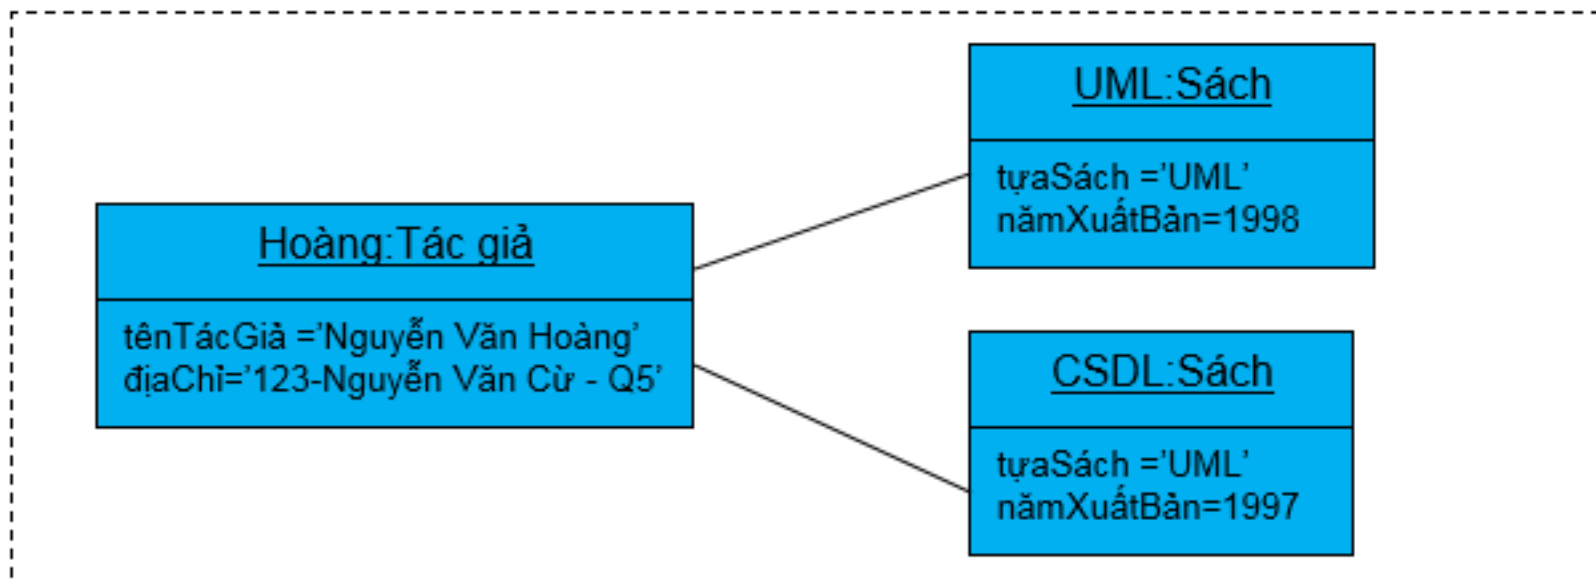 UML:Sách
tựaSách ='UML’
nămXuấtBản=1998
Hoàng:Tác giả
tênTácGiả =’Nguyễn Văn Hoàng’
địaChỉ=’123-Nguyễn Văn Cừ - Q5’
CSDL:Sách
tựaSách =’UML’
nămXuấtBản=1997